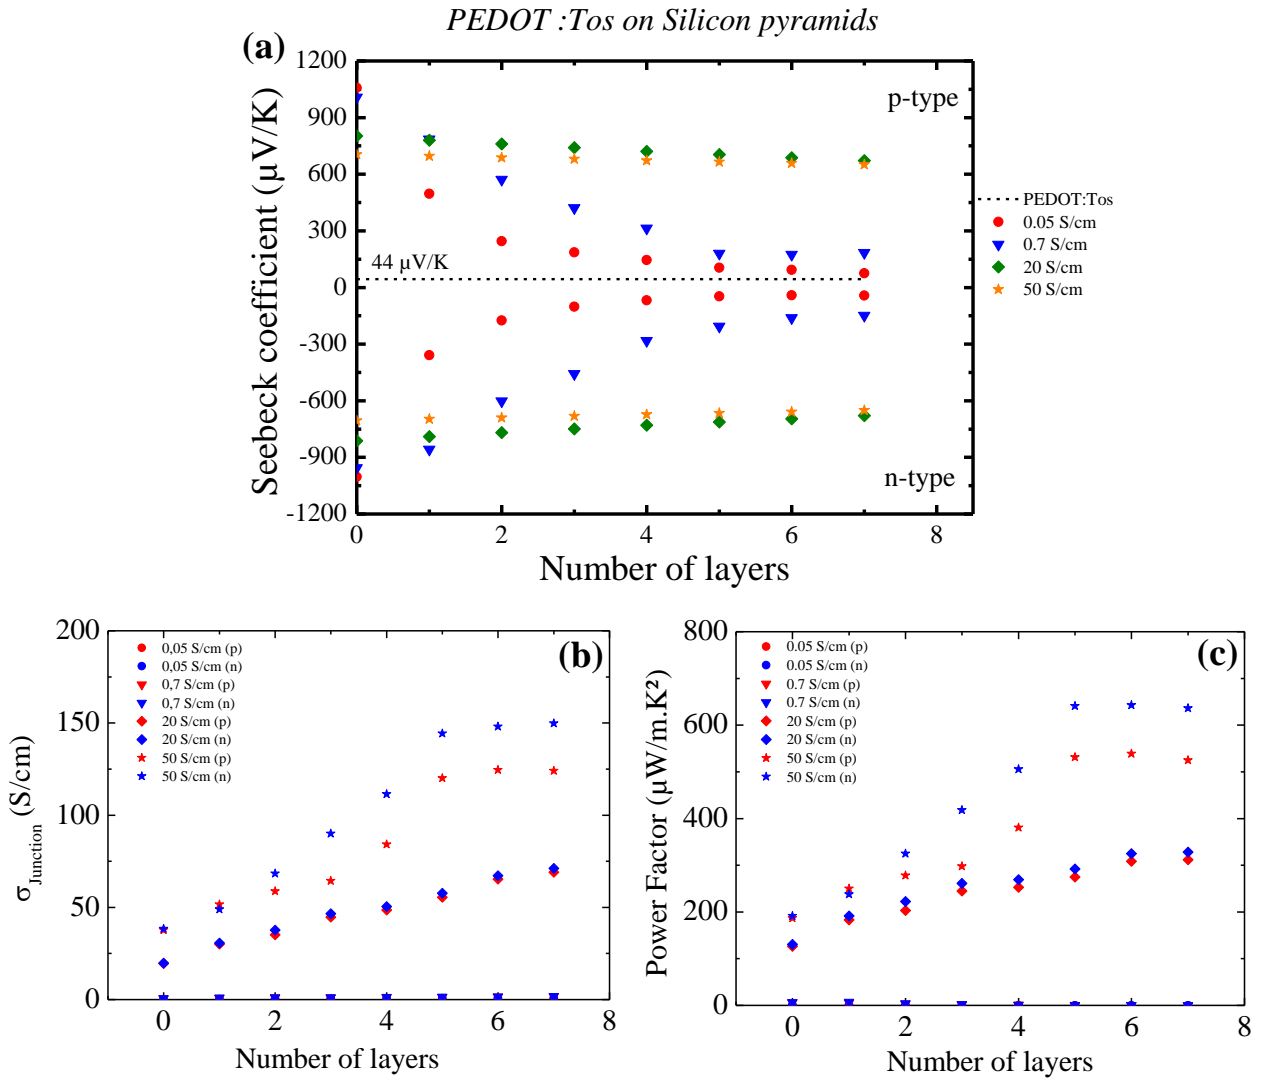 PEDOT :Tos on Silicon pyramids
(a)
1200
900
600
300
0
-300
-600
-900
-1200
Seebeck coefficient (µV/K)
p-type
44 µV/K
n-type
0 2 4 6 8
Number of layers
PEDOT:Tos
0.05 S/cm
0.7 S/cm
20 S/cm
50 S/cm
(b)
200
150
100
50
0
σJunction (S/cm)
0,05 S/cm (p)
0,05 S/cm (n)
0,7 S/cm (p)
0,7 S/cm (n)
20 S/cm (p)
20 S/cm (n)
50 S/cm (p)
50 S/cm (n)
0 2 4 6 8
Number of layers
(c)
800
600
400
200
0
Power Factor (µW/m.K²)
0.05 S/cm (p)
0.05 S/cm (n)
0.7 S/cm (p)
0.7 S/cm (n)
20 S/cm (p)
20 S/cm (n)
50 S/cm (p)
50 S/cm (n)
0 2 4 6 8
Number of layers